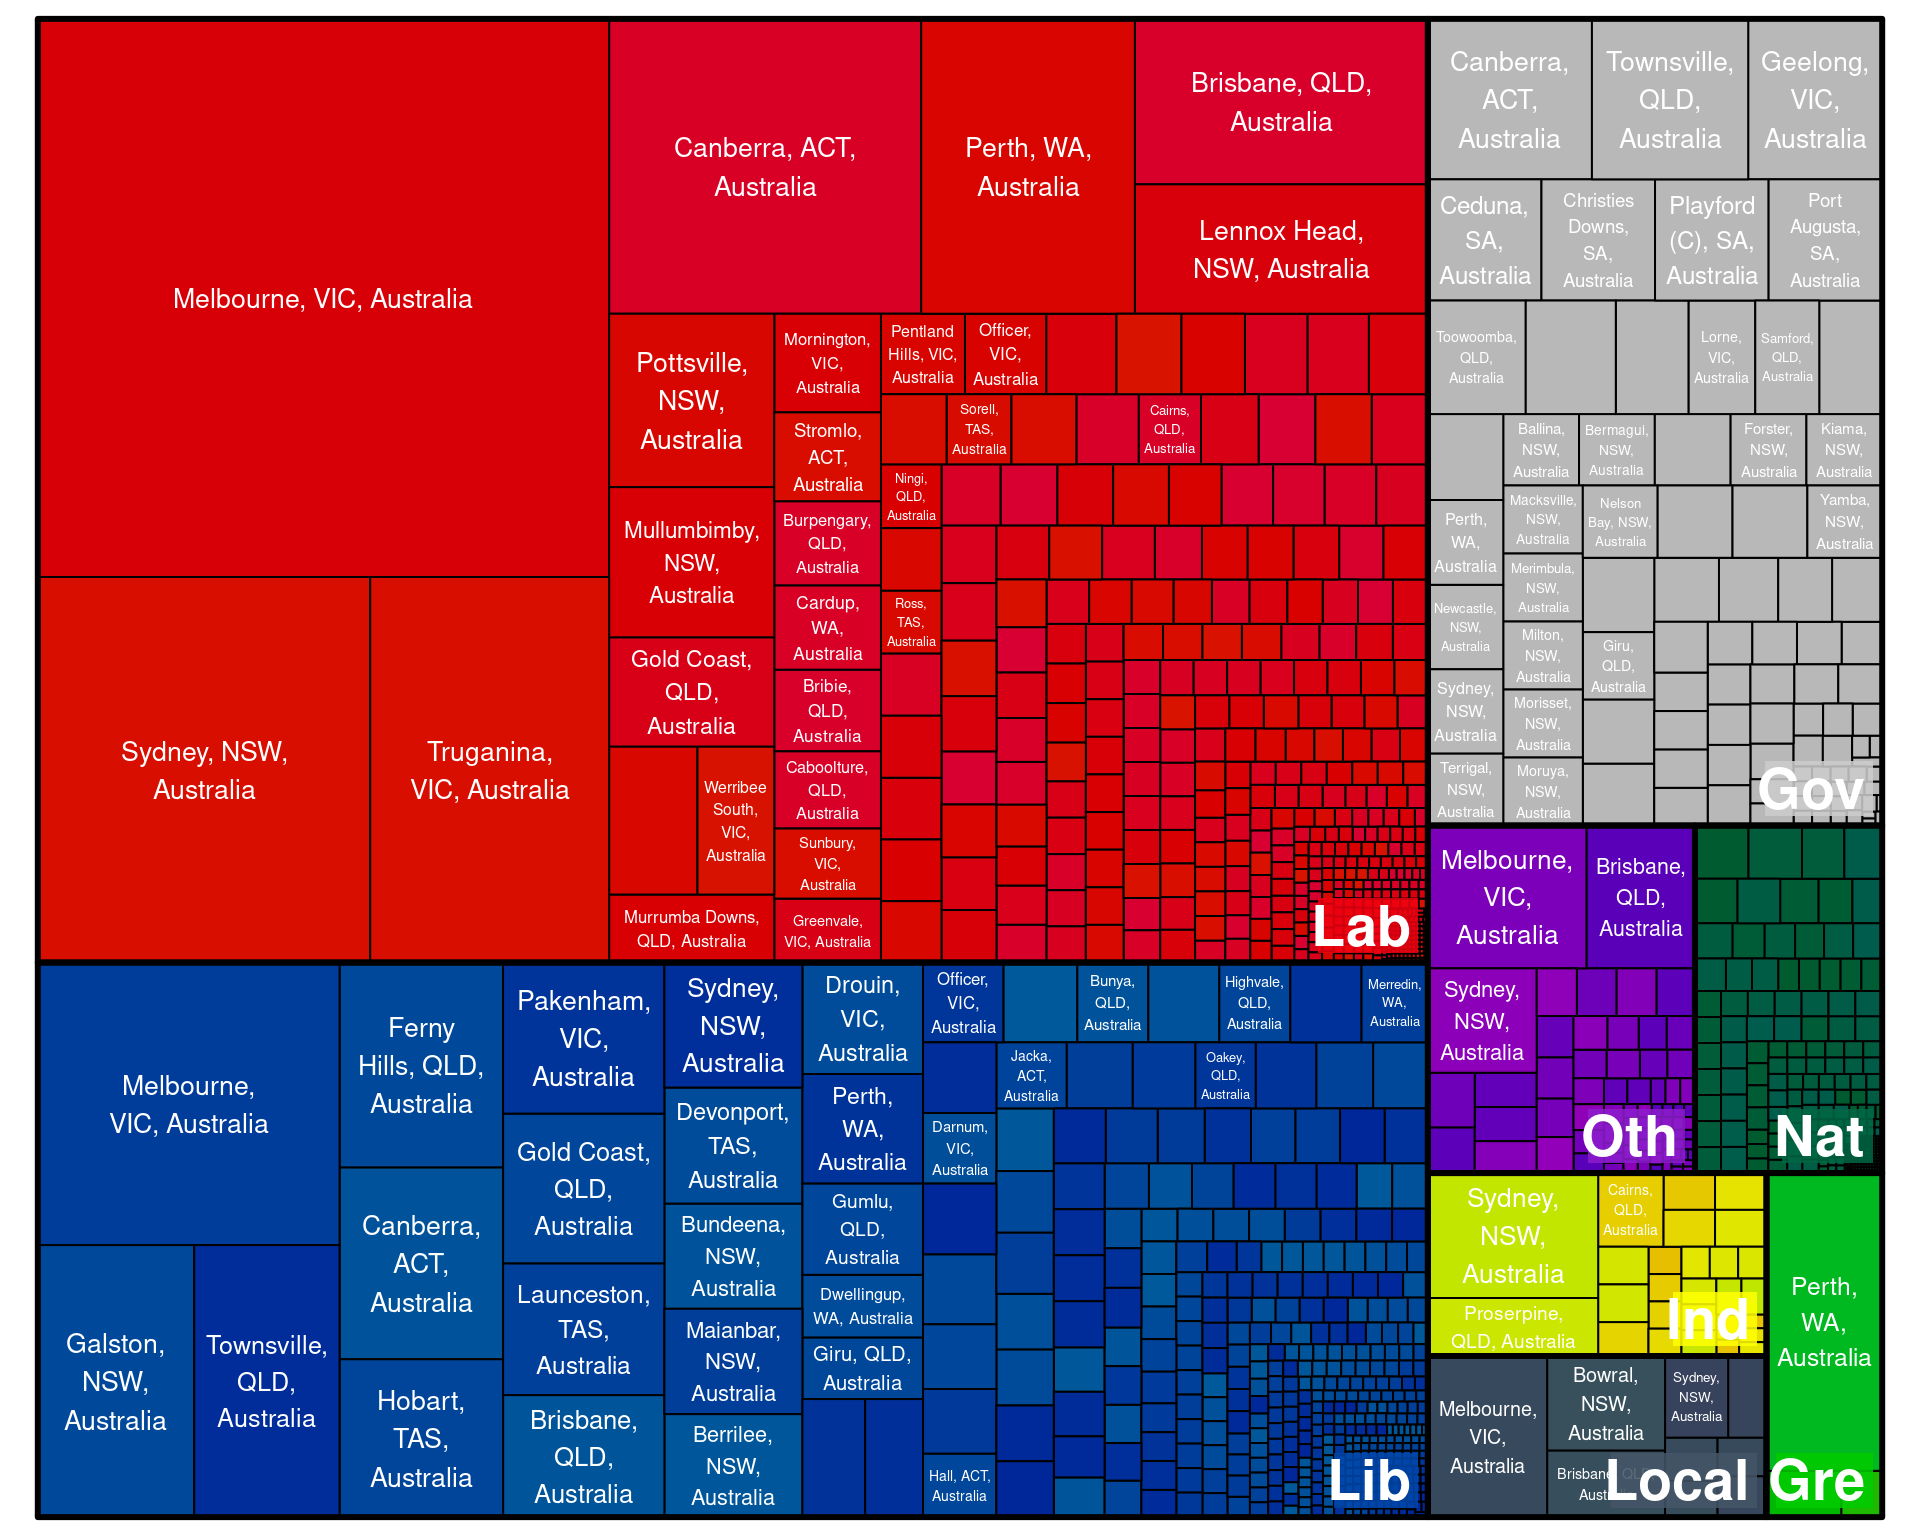 Melbourne, VIC, Australia
Sydney, NSW,
Australia
Truganina,
VIC, Australia
Canberra, ACT,
Australia
Perth, WA,
Australia
Brisbane, QLD,
Australia
Lennox Head,
NSW, Australia
Pottsville,
NSW,
Australia
Mullumbimby,
NSW,
Australia
Gold Coast,
QLD,
Australia
Werribee
South,
VIC,
Australia
Murrumba Downs,
QLD, Australia
Mornington,
VIC,
Australia
Stromlo,
ACT,
Australia
Burpengary,
QLD,
Australia
Cardup,
WA,
Australia
Bribie,
QLD,
Australia
Caboolture,
QLD,
Australia
Sunbury,
VIC,
Australia
Greenvale,
VIC, Australia
Pentland
Hills, VIC,
Australia
Officer,
VIC,
Australia
Sorell,
TAS,
Australia
Cairns,
QLD,
Australia
Ningi,
QLD,
Australia
Ross,
TAS,
Australia
Lab
Canberra,
ACT,
Australia
Townsville,
QLD,
Australia
Geelong,
VIC,
Australia
Ceduna,
SA,
Australia
Christies
Downs,
SA,
Australia
Playford
(C), SA,
Australia
Port
Augusta,
SA,
Australia
Toowoomba,
QLD,
Australia
Lorne,
VIC,
Australia
Samford,
QLD,
Australia
Ballina,
NSW,
Australia
Bermagui,
NSW,
Australia
Forster,
NSW,
Australia
Kiama,
NSW,
Australia
Perth,
WA,
Australia
Macksville,
NSW,
Australia
Nelson
Bay, NSW,
Australia
Yamba,
NSW,
Australia
Newcastle,
NSW,
Australia
Merimbula,
NSW,
Australia
Milton,
NSW,
Australia
Giru,
QLD,
Australia
Sydney,
NSW,
Australia
Morisset,
NSW,
Australia
Terrigal,
NSW,
Australia
Moruya,
NSW,
Australia
Gov
Melbourne,
VIC,
Australia
Brisbane,
QLD,
Australia
Sydney,
NSW,
Australia
Oth
Nat
Melbourne,
VIC, Australia
Galston,
NSW,
Australia
Townsville,
QLD,
Australia
Ferny
Hills, QLD,
Australia
Canberra,
ACT,
Australia
Hobart,
TAS,
Australia
Pakenham,
VIC,
Australia
Gold Coast,
QLD,
Australia
Launceston,
TAS,
Australia
Brisbane,
QLD,
Australia
Sydney,
NSW,
Australia
Devonport,
TAS,
Australia
Bundeena,
NSW,
Australia
Maianbar,
NSW,
Australia
Berrilee,
NSW,
Australia
Drouin,
VIC,
Australia
Perth,
WA,
Australia
Gumlu,
QLD,
Australia
Dwellingup,
WA, Australia
Giru, QLD,
Australia
Officer,
VIC,
Australia
Bunya,
QLD,
Australia
Highvale,
QLD,
Australia
Merredin,
WA,
Australia
Jacka,
ACT,
Australia
Oakey,
QLD,
Australia
Darnum,
VIC,
Australia
Hall, ACT,
Australia
Lib
Sydney,
NSW,
Australia
Proserpine,
QLD, Australia
Cairns,
QLD,
Australia
Ind
Melbourne,
VIC,
Australia
Bowral,
NSW,
Australia
Sydney,
NSW,
Australia
Brisbane, QLD,
Local
Perth,
WA,
Australia
Gre